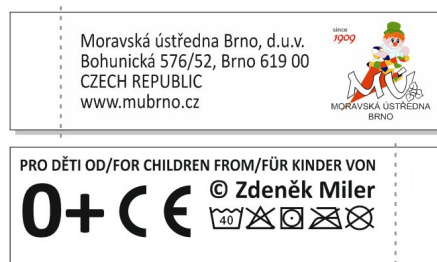 Moravská ústředna Brno, d.u.v.
Bohunická 576/52, Brno 619 00
CZECH REPUBLIC
www.mubrno.cz
since
1909
MÚ
MORAVSKÁ ÚSTŘEDNA
BRNO
PRO DĚTI OD/FOR CHILDREN FROM/FÜR KINDER VON
0+ CE
© Zdeněk Miler
40